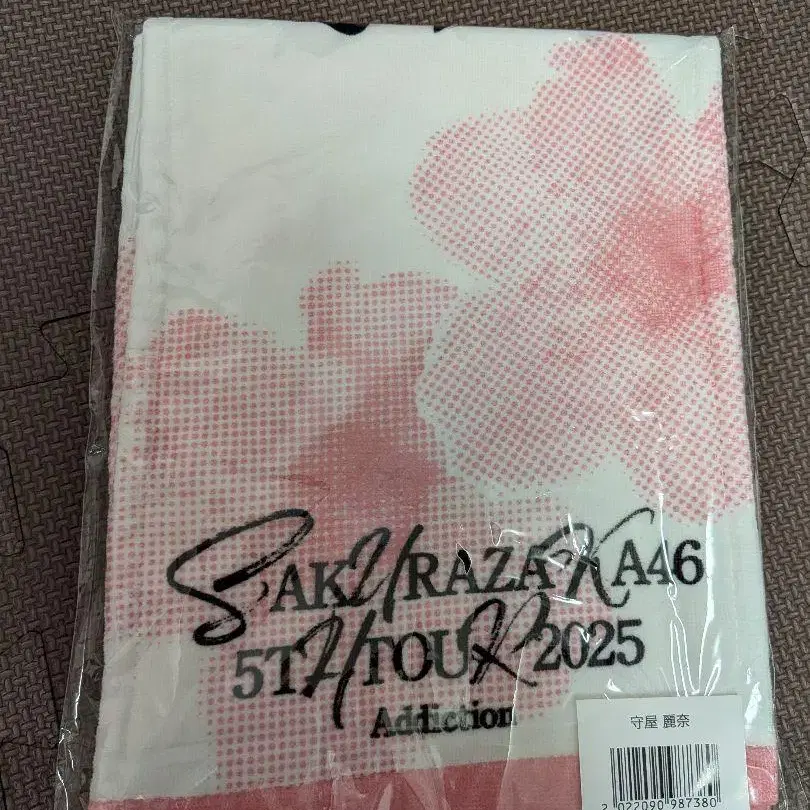 SAKURAZAKA46
5TH TOUR 2025
Addiction
守屋 麗奈
2 022090 987380